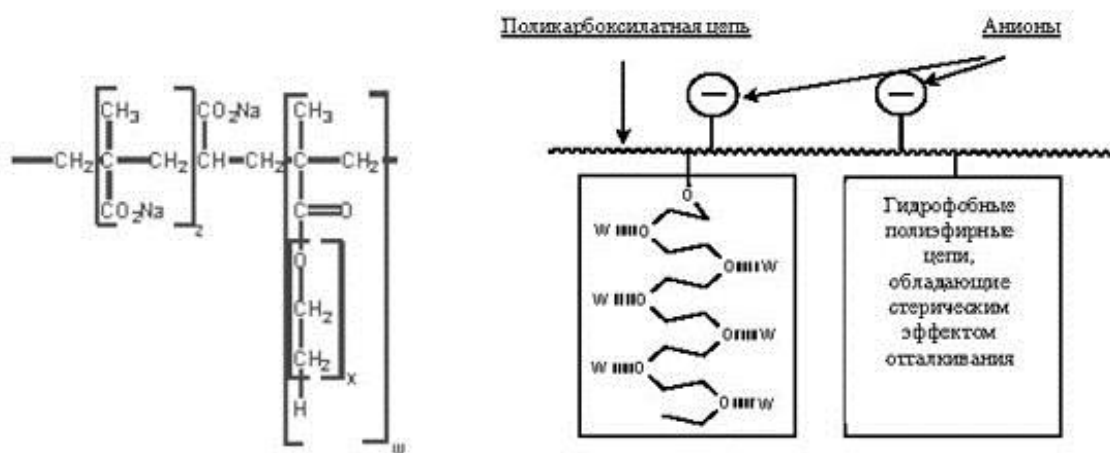 Поликарбоксилатная цепь
Анионы
CH3
CO2Na
CH3
CH2 C CH2 CH CH2 C CH2
CO2Na
z
C O
O
CH2
CH2
x
H
ш
− −
O
W O
O W
W O
O W
W O
O W
Гидрофобные
полиэфирные
цепи,
обладающие
стерическим
эффектом
отталкивания